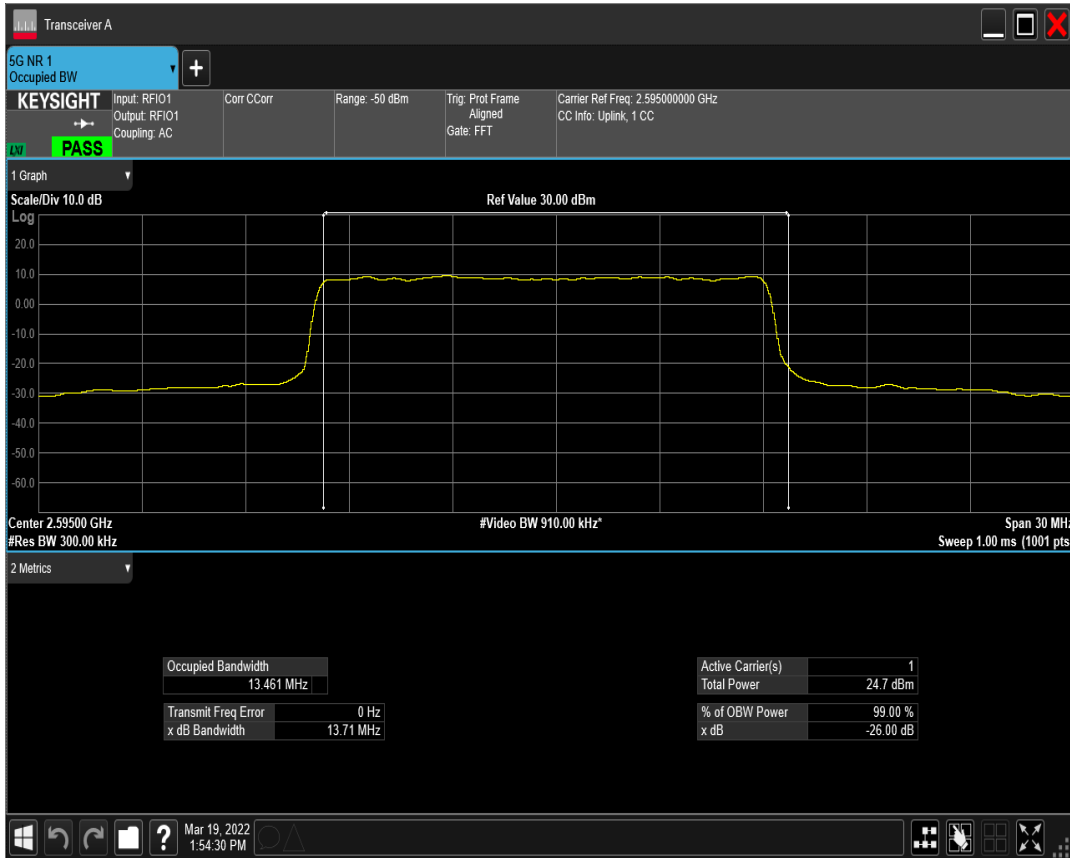 Transceiver A
5G NR 1
Occupied BW
KEYSIGHT
LXI
PASS
Input: RFIO1
Output: RFIO1
Coupling: AC
Corr CCorr
Range: -50 dBm
Trig: Prot Frame
Aligned
Gate: FFT
Carrier Ref Freq: 2.595000000 GHz
CC Info: Uplink, 1 CC
1 Graph
Scale/Div 10.0 dB
Ref Value 30.00 dBm
Log
20.0
10.0
0.00
-10.0
-20.0
-30.0
-40.0
-50.0
-60.0
Center 2.59500 GHz
#Video BW 910.00 kHz*
Span 30 MHz
#Res BW 300.00 kHz
Sweep 1.00 ms (1001 pts
2 Metrics
Occupied Bandwidth
13.461 MHz
Transmit Freq Error 0 Hz
x dB Bandwidth 13.71 MHz
Active Carrier(s) 1
Total Power 24.7 dBm
% of OBW Power 99.00 %
x dB -26.00 dB
?
Mar 19, 2022
1:54:30 PM